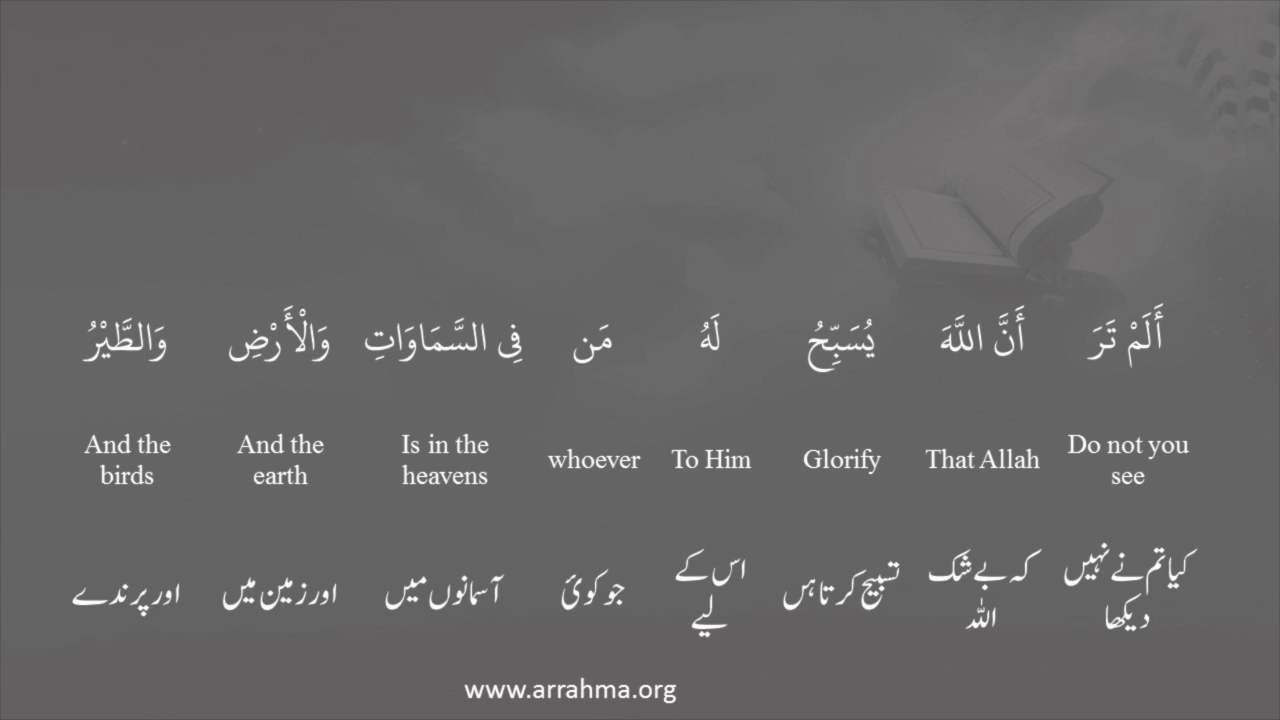 أَلَمْ تَرَ أَنَّ اللَّهَ يُسَبِّحُ لَهُ مَن فِي السَّمَاوَاتِ وَالْأَرْضِ وَالطَّيْرُ
And the birds And the earth Is in the heavens whoever To Him Glorify That Allah Do not you see
کیا تم نے نہیں دیکھا کہ بے شک اللہ تسبیح کرتا ہں اس کے لیے جو کوئ آسمانوں میں اور زمین میں اور پرندے
www.arrahma.org